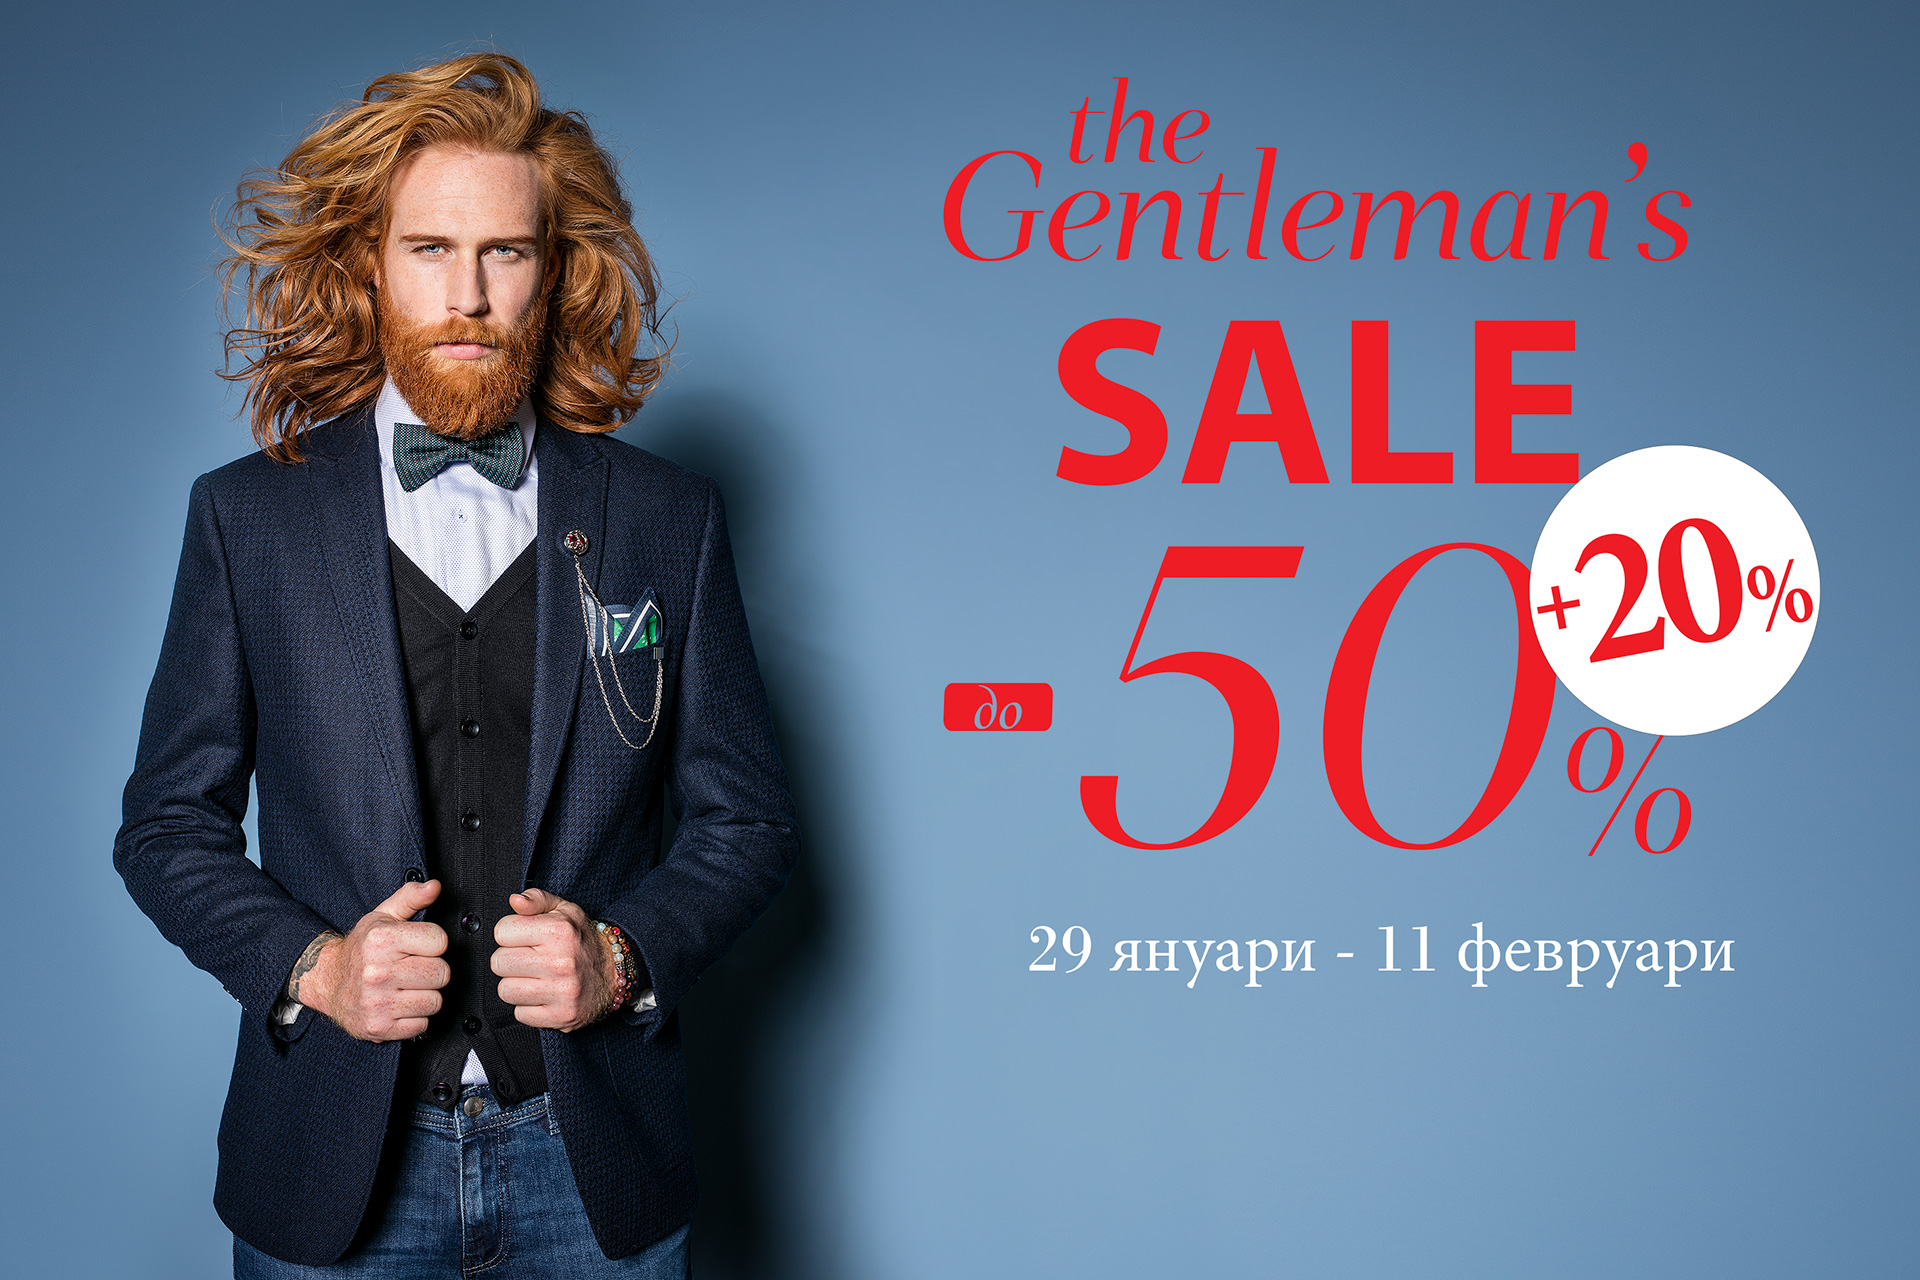 the
Gentleman's
SALE
+20%
до -50%
29 януари - 11 февруари